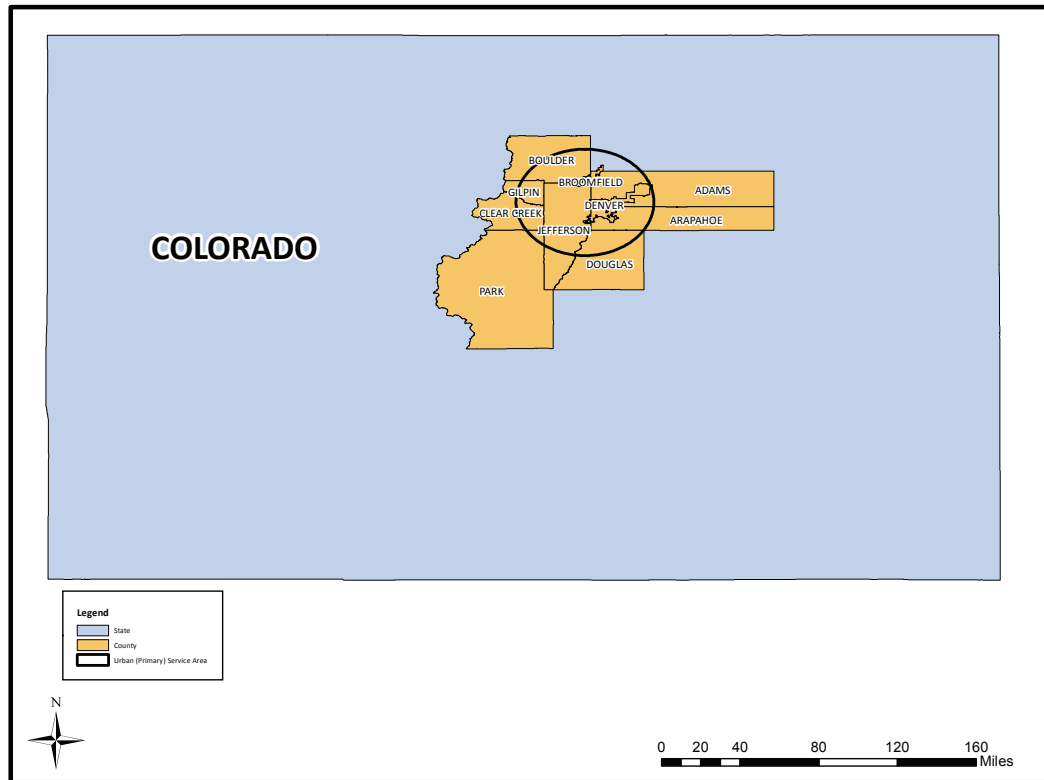 BOULDER
BROOMFIELD
GILPIN
ADAMS
DENVER
CLEAR CREEK
ARAPAHOE
JEFFERSON
COLORADO
DOUGLAS
PARK
Legend
State
County
Urban (Primary) Service Area
N
0 20 40 80 120 160
Miles